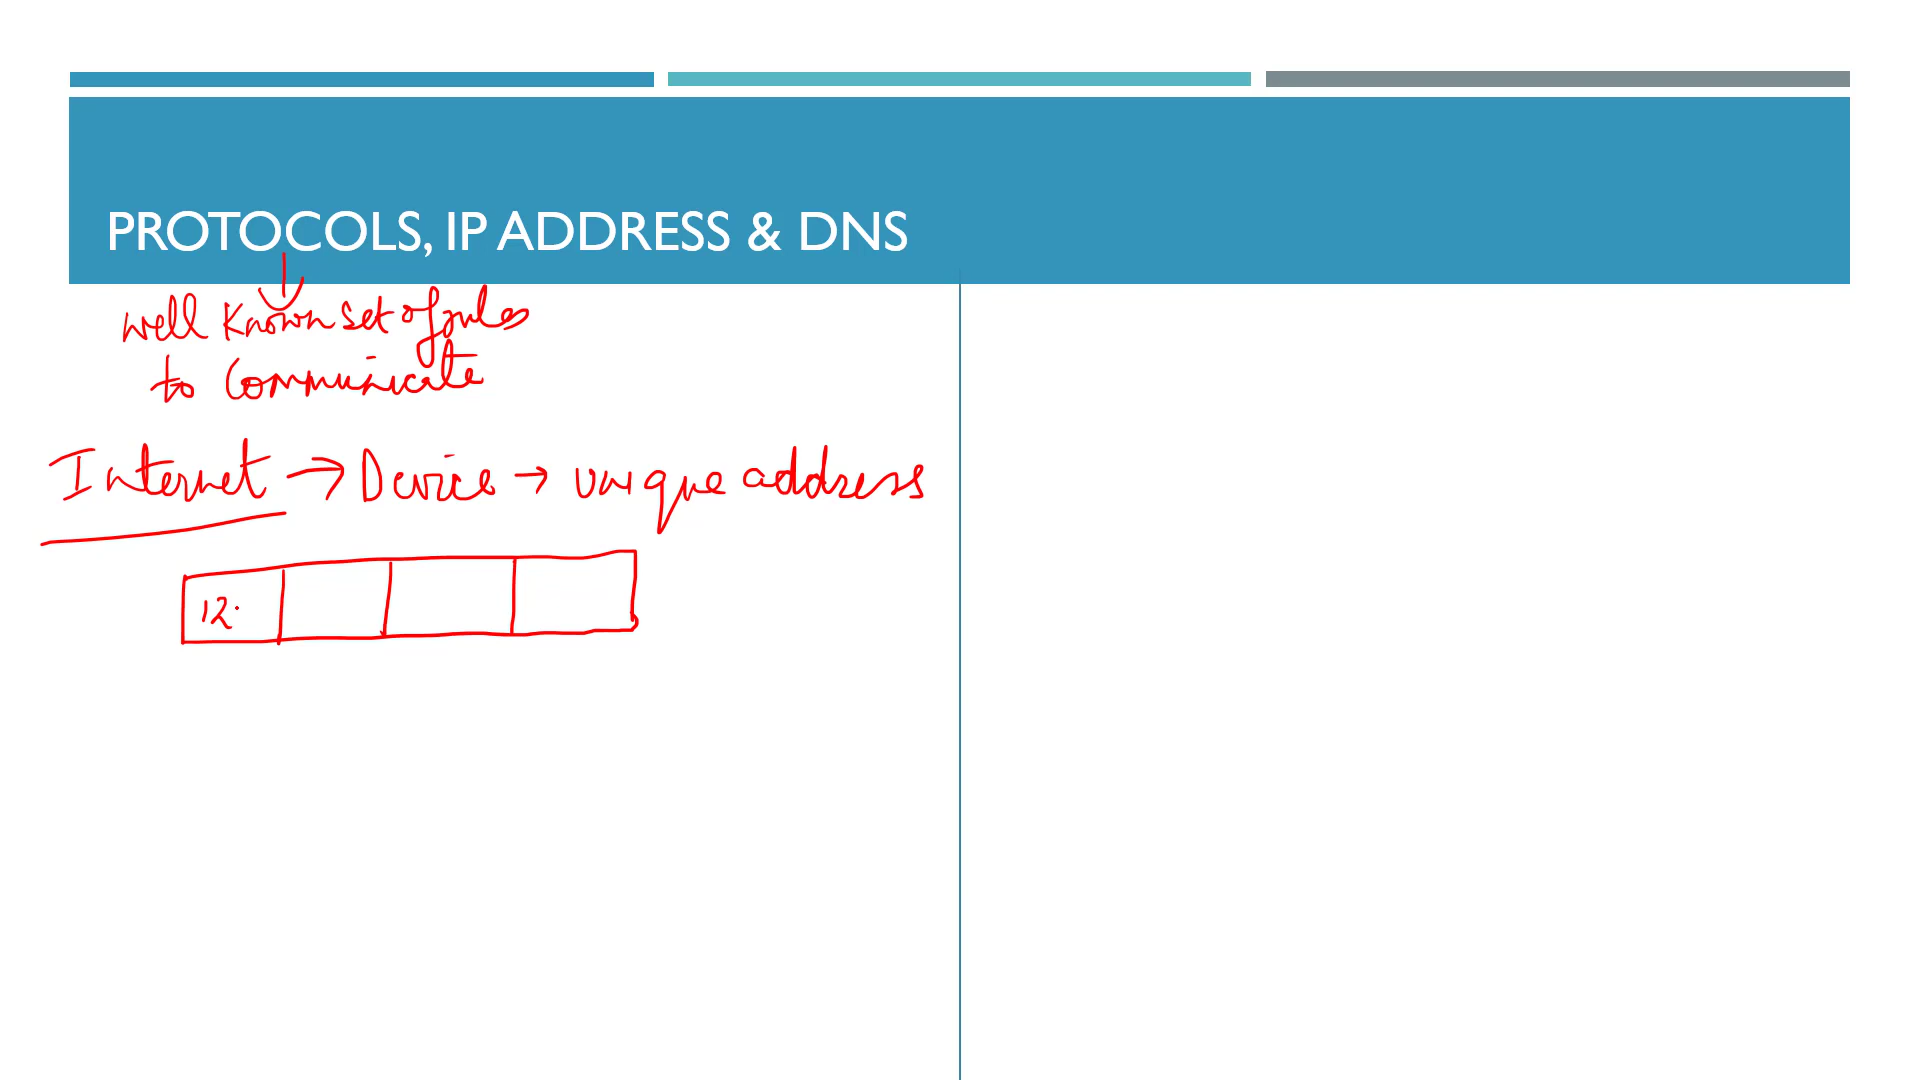 PROTOCOLS, IP ADDRESS & DNS
well known set of rules
to communicate
Internet → Device → unique address
12.